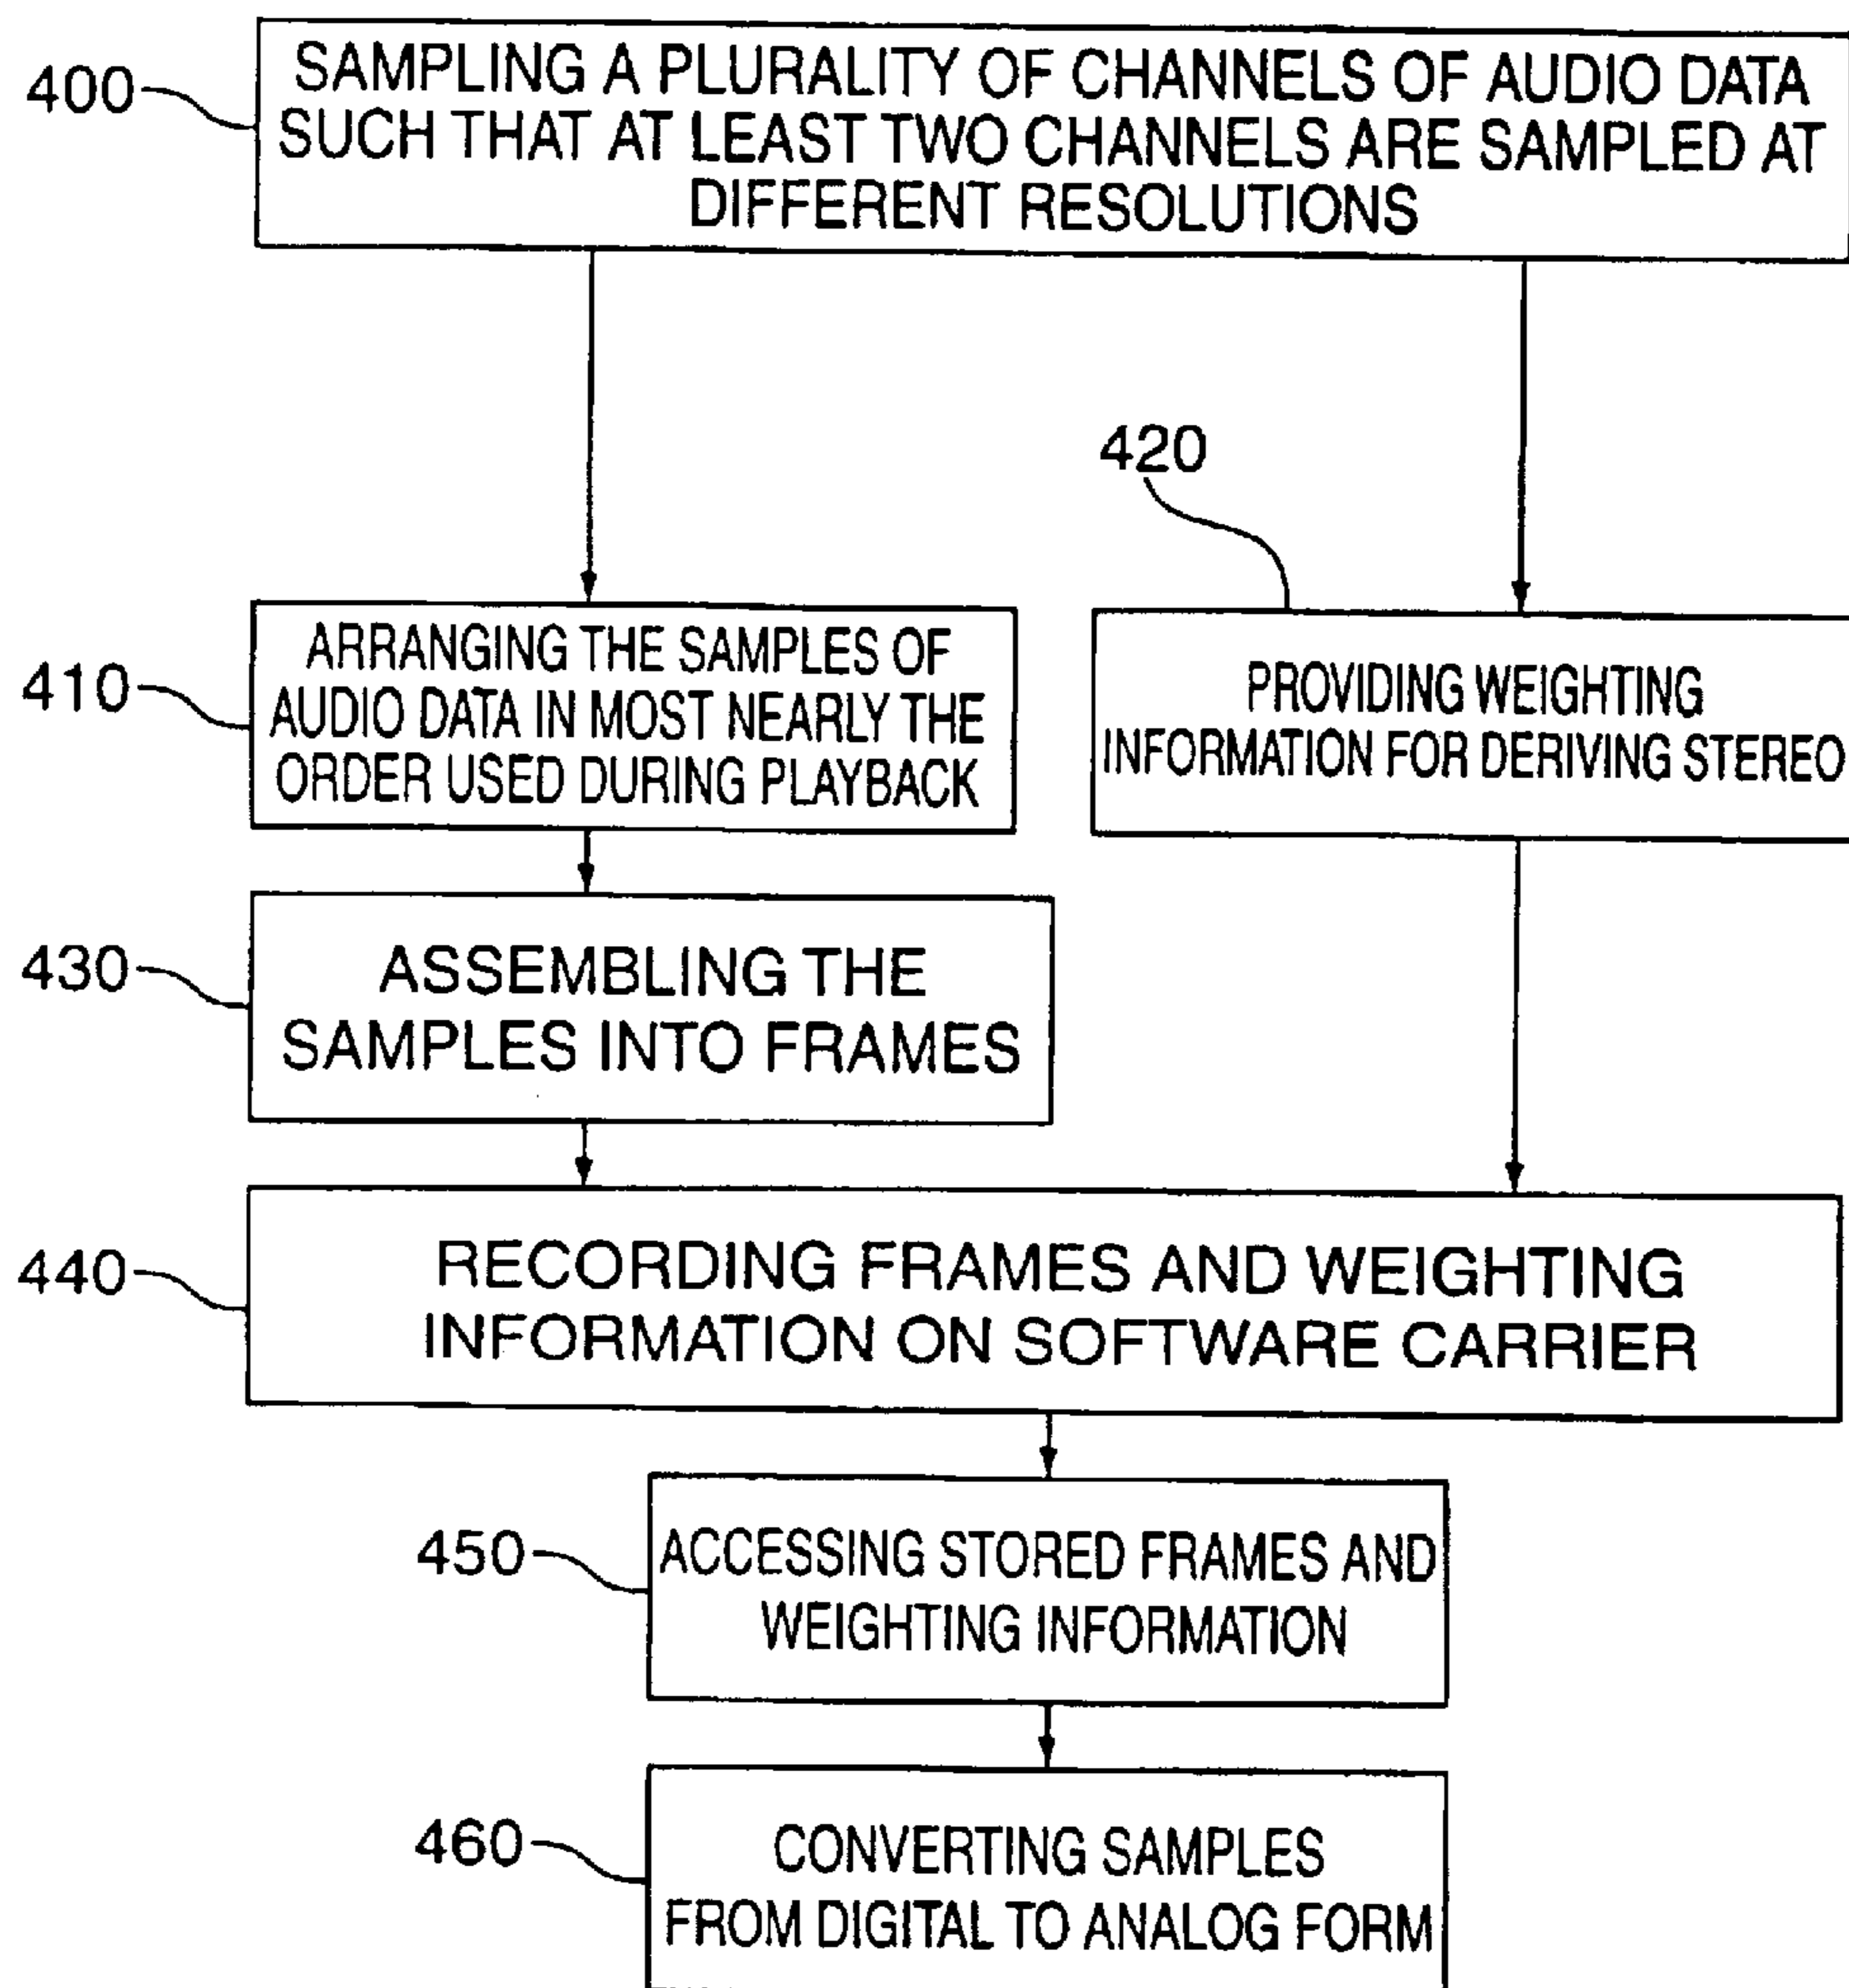 400
SAMPLING A PLURALITY OF CHANNELS OF AUDIO DATA
SUCH THAT AT LEAST TWO CHANNELS ARE SAMPLED AT
DIFFERENT RESOLUTIONS
410
ARRANGING THE SAMPLES OF
AUDIO DATA IN MOST NEARLY THE
ORDER USED DURING PLAYBACK
420
PROVIDING WEIGHTING
INFORMATION FOR DERIVING STEREO
430
ASSEMBLING THE
SAMPLES INTO FRAMES
440
RECORDING FRAMES AND WEIGHTING
INFORMATION ON SOFTWARE CARRIER
450
ACCESSING STORED FRAMES AND
WEIGHTING INFORMATION
460
CONVERTING SAMPLES
FROM DIGITAL TO ANALOG FORM